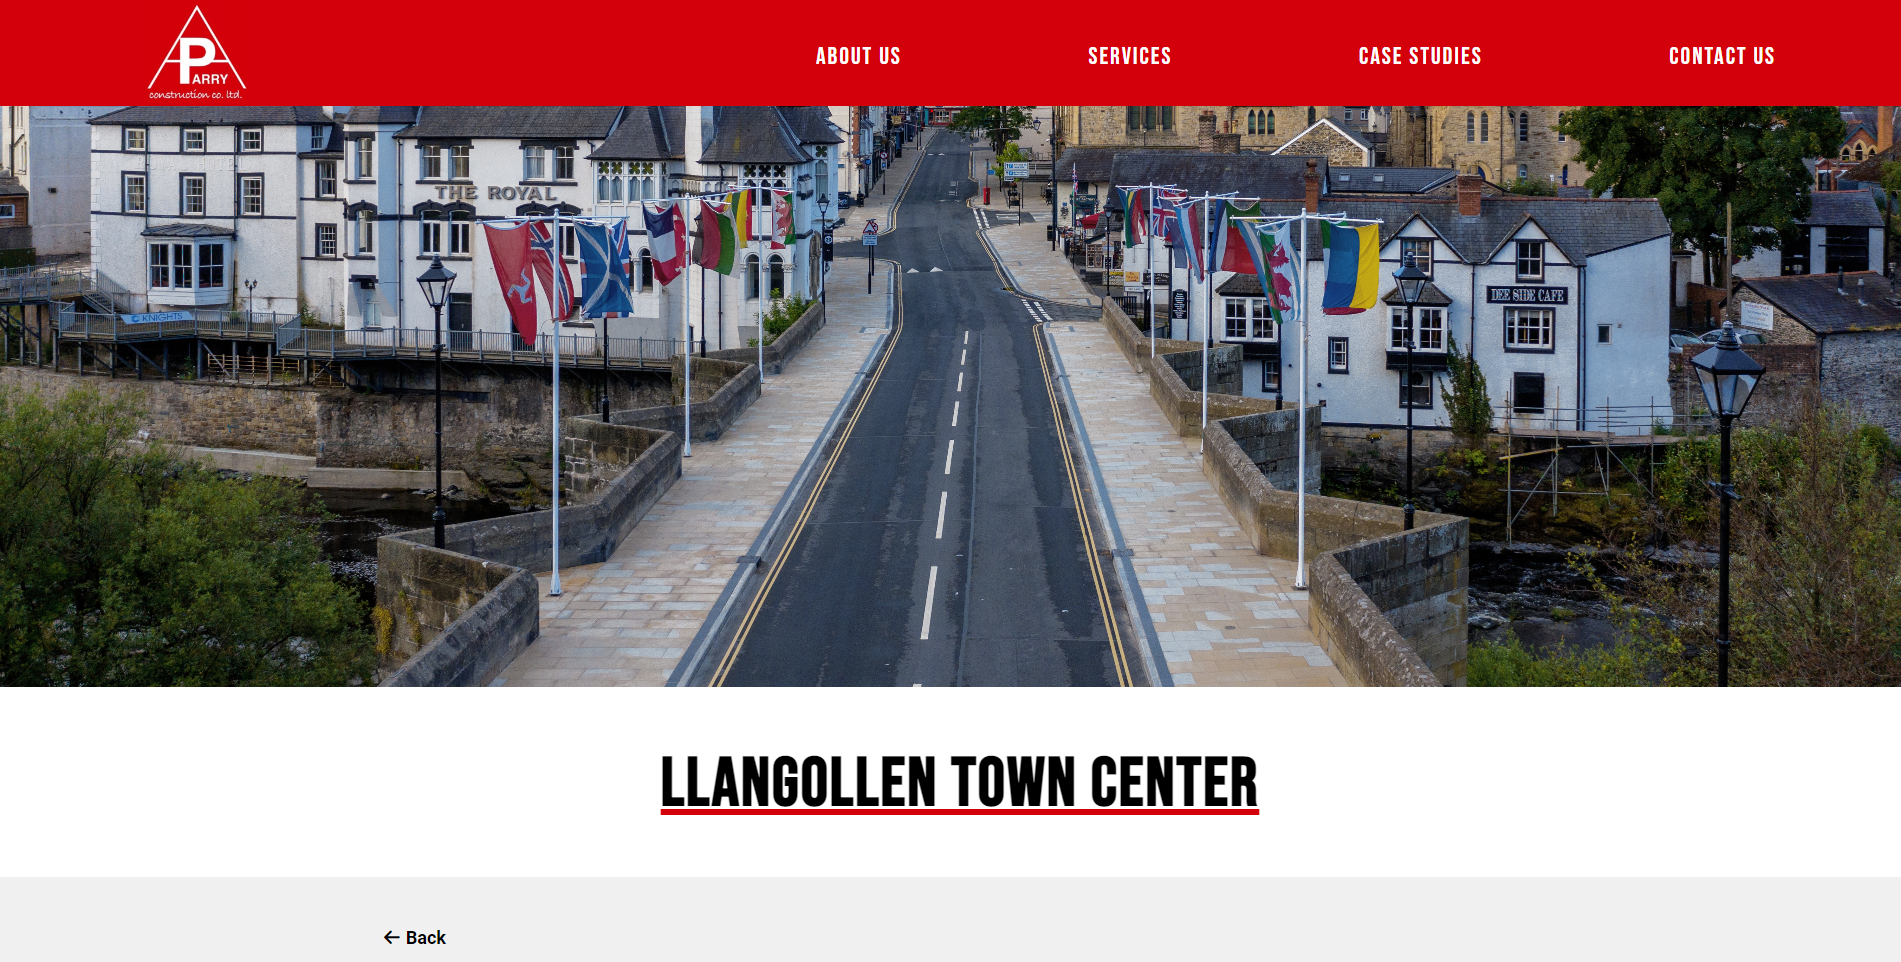 PARRY
construction co. ltd.
ABOUT US
SERVICES
CASE STUDIES
CONTACT US
THE ROYAL
KNIGHTS
DEE SIDE CAFE
LLANGOLLEN TOWN CENTER
← Back